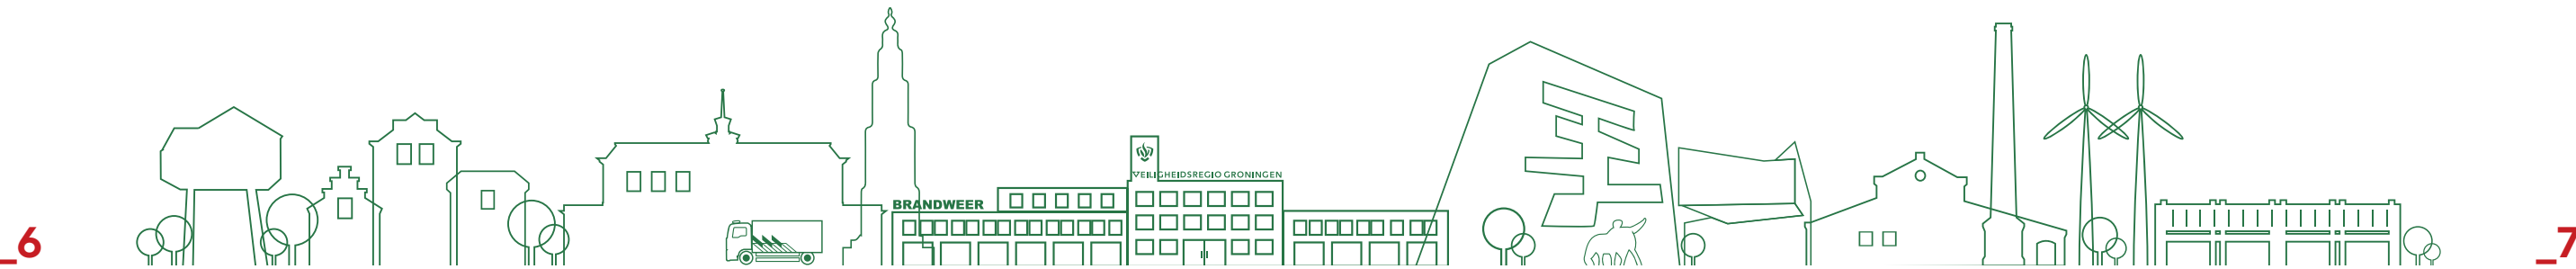 VEILIGHEIDSREGIO GRONINGEN
BRANDWEER
_6
_7